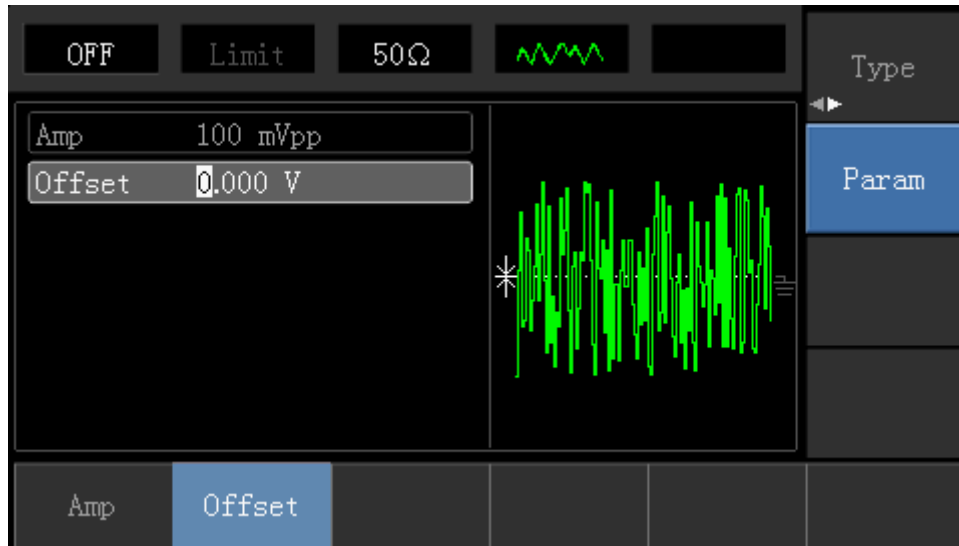 OFF Limit 50Ω
Type
Amp 100 mVpp
Offset 0.000 V
Param
Amp Offset